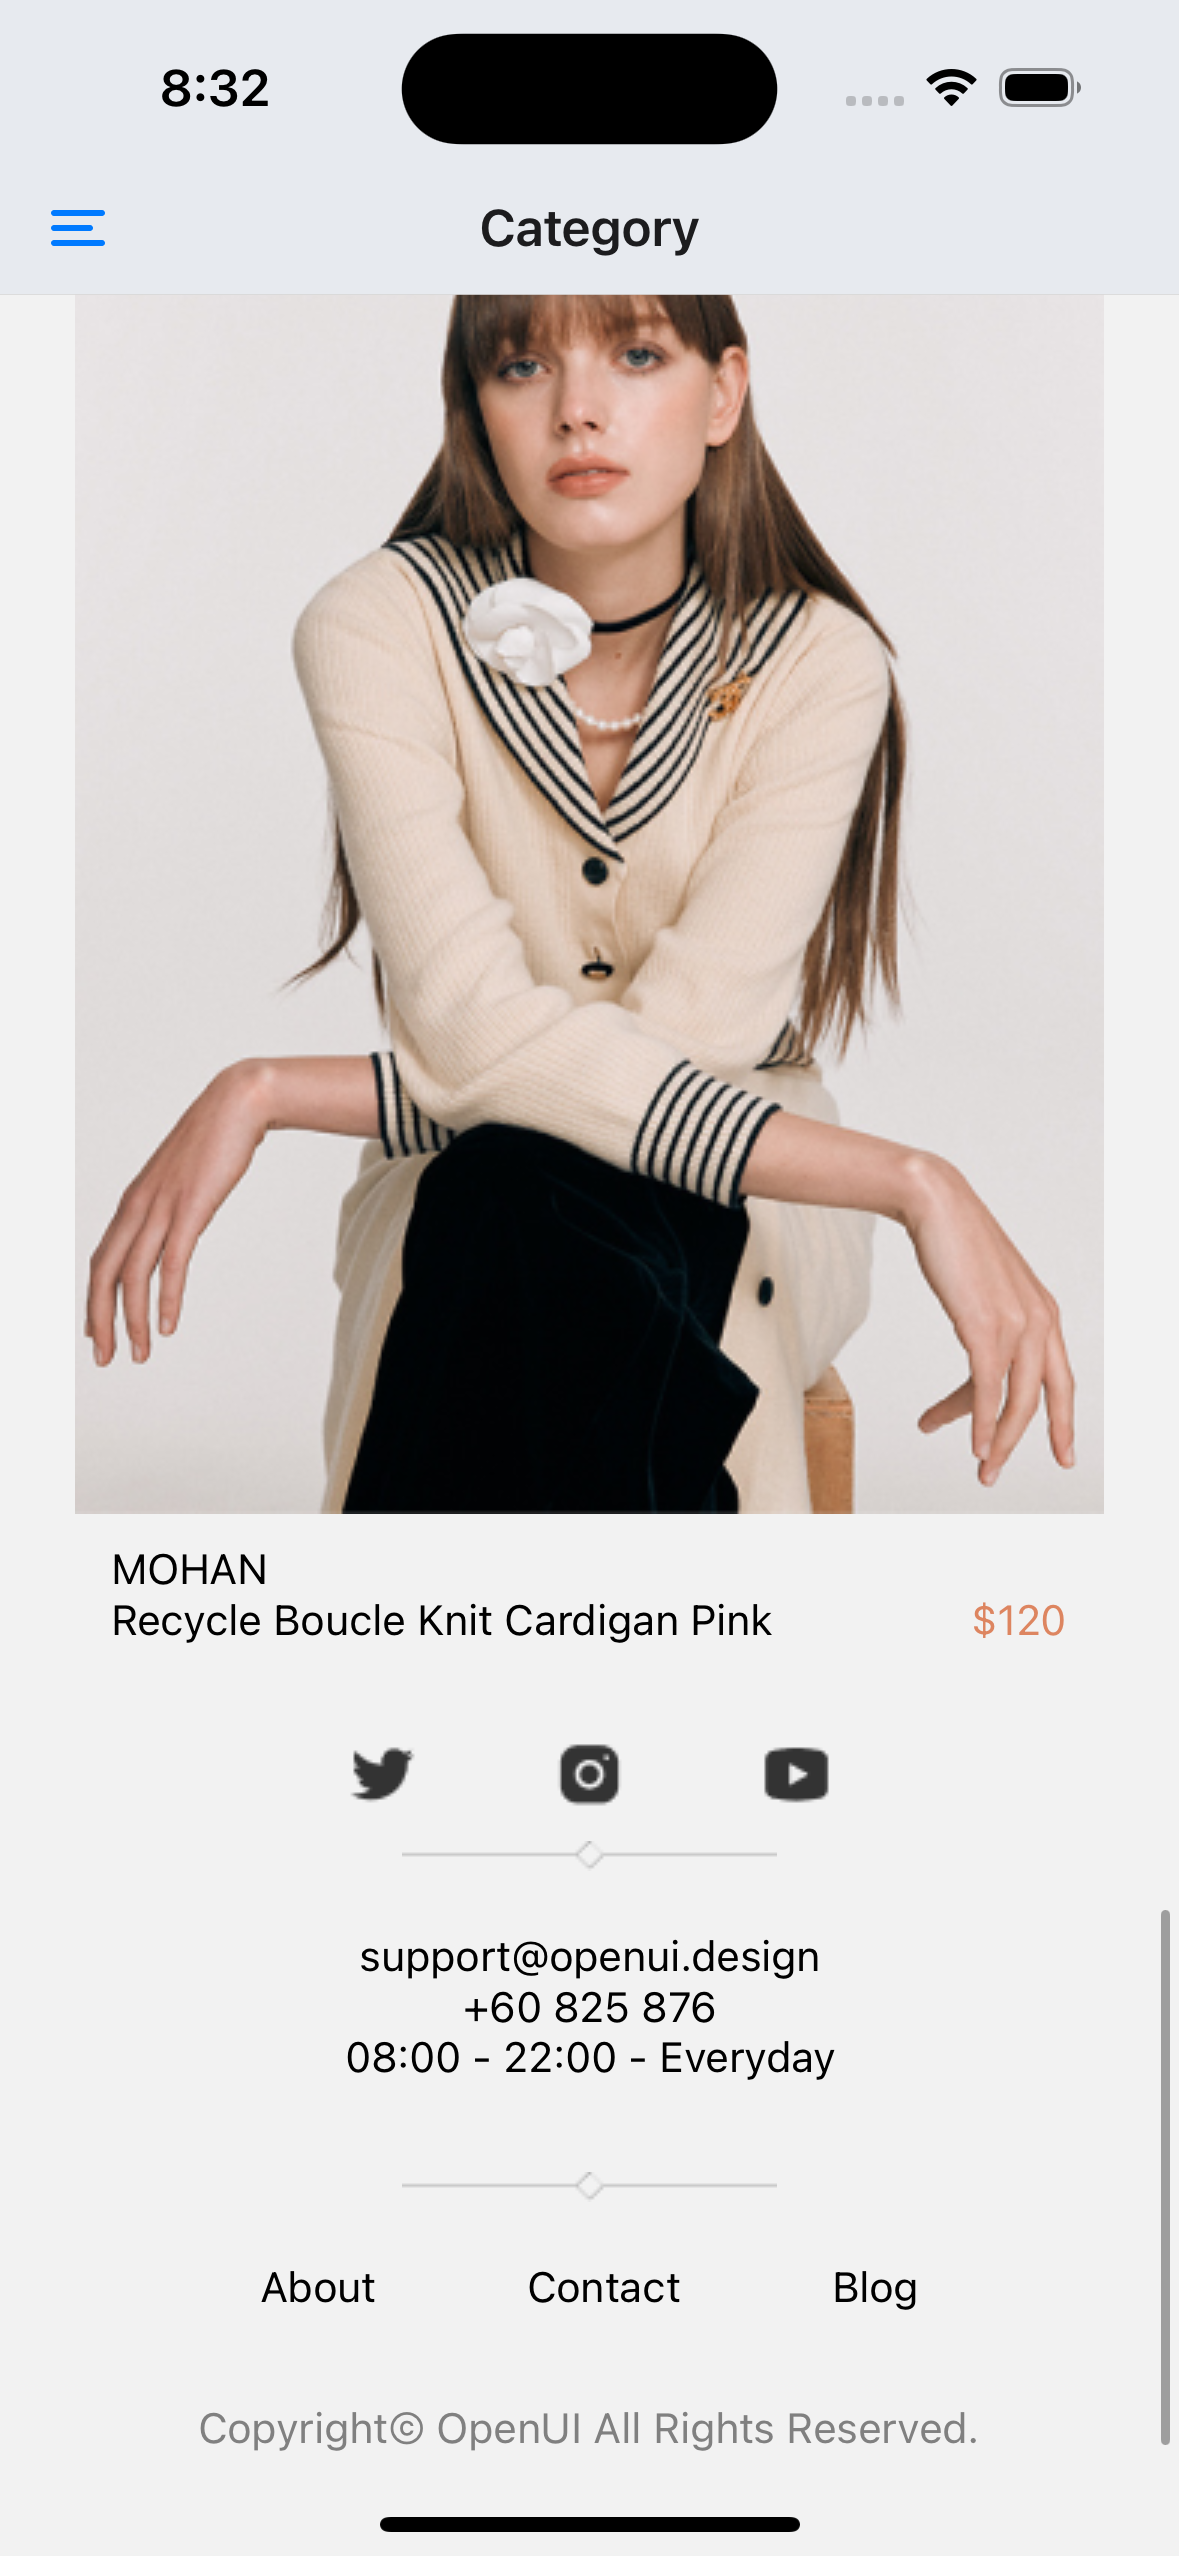 8:32
Category
MOHAN
Recycle Boucle Knit Cardigan Pink $120
support@openui.design
+60 825 876
08:00 - 22:00 - Everyday
About Contact Blog
Copyright© OpenUI All Rights Reserved.